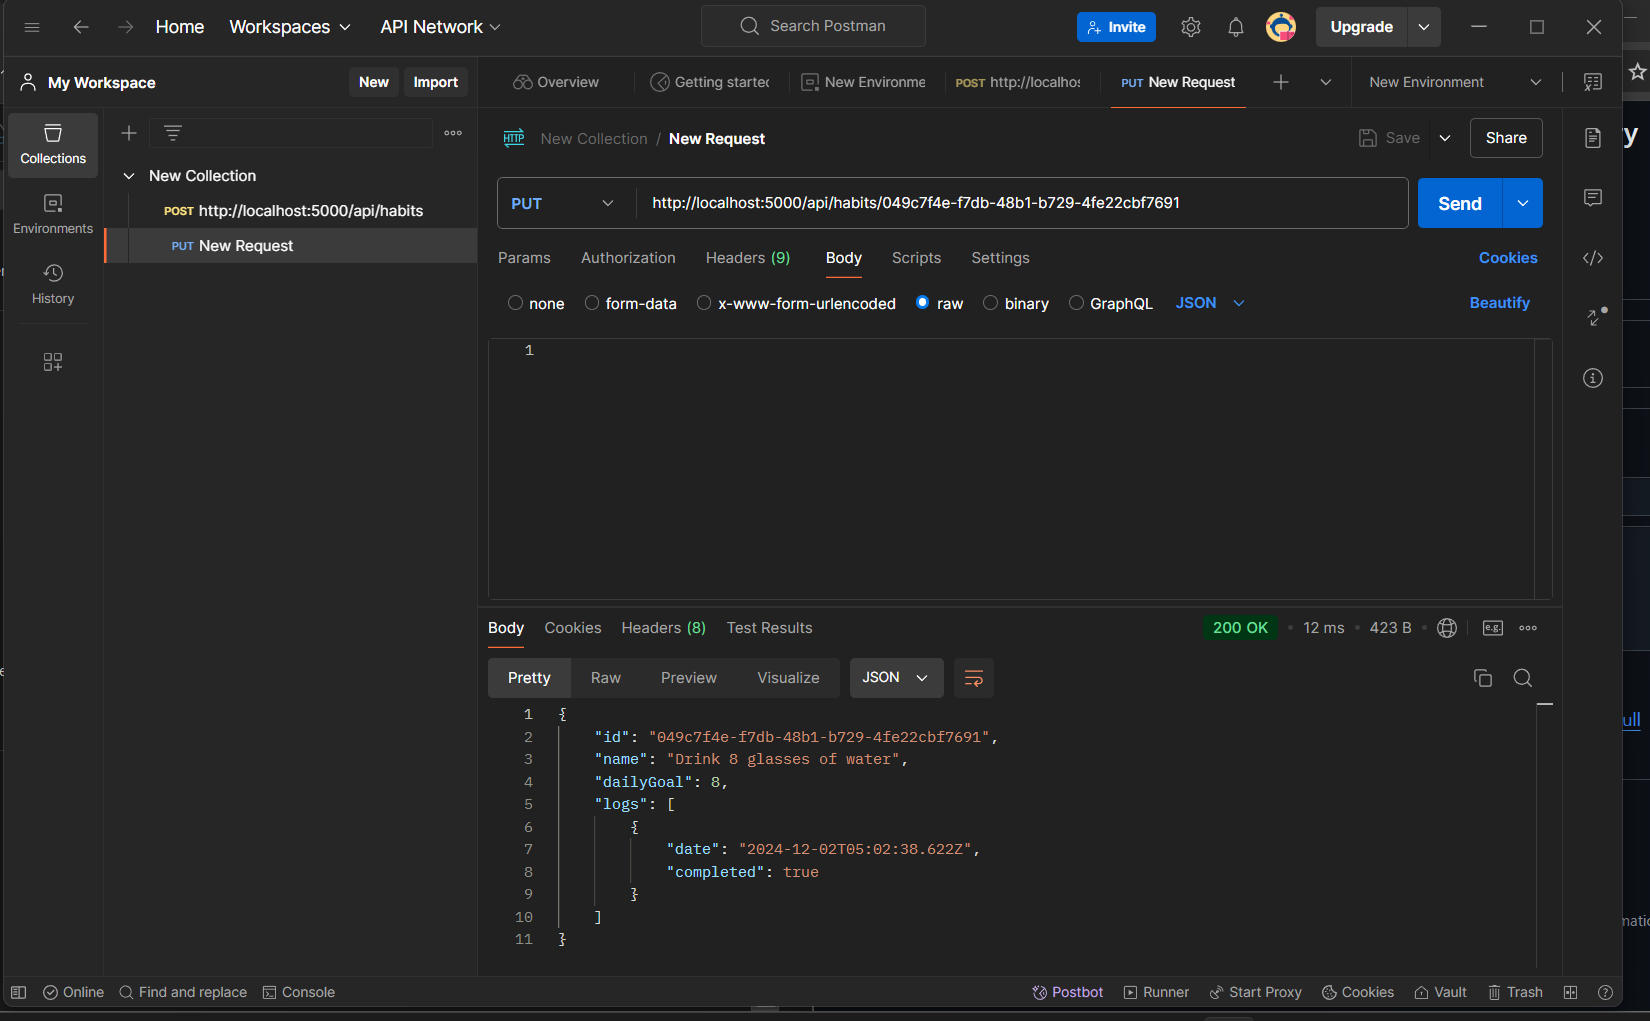 Home Workspaces API Network Search Postman Invite Upgrade
My Workspace New Import Overview Getting started New Environme POST http://localhos PUT New Request New Environment
Collections
Environments
History
New Collection
POST http://localhost:5000/api/habits
PUT New Request
HTTP New Collection / New Request Save Share
PUT http://localhost:5000/api/habits/049c7f4e-f7db-48b1-b729-4fe22cbf7691 Send
Params Authorization Headers (9) Body Scripts Settings Cookies
none form-data x-www-form-urlencoded raw binary GraphQL JSON Beautify
1
Body Cookies Headers (8) Test Results 200 OK • 12 ms • 423 B e.g.
Pretty Raw Preview Visualize JSON
1 {
2 "id": "049c7f4e-f7db-48b1-b729-4fe22cbf7691",
3 "name": "Drink 8 glasses of water",
4 "dailyGoal": 8,
5 "logs": [
6 {
7 "date": "2024-12-02T05:02:38.622Z",
8 "completed": true
9 }
10 ]
11 }
Online Find and replace Console Postbot Runner Start Proxy Cookies Vault Trash
y
ull
matic